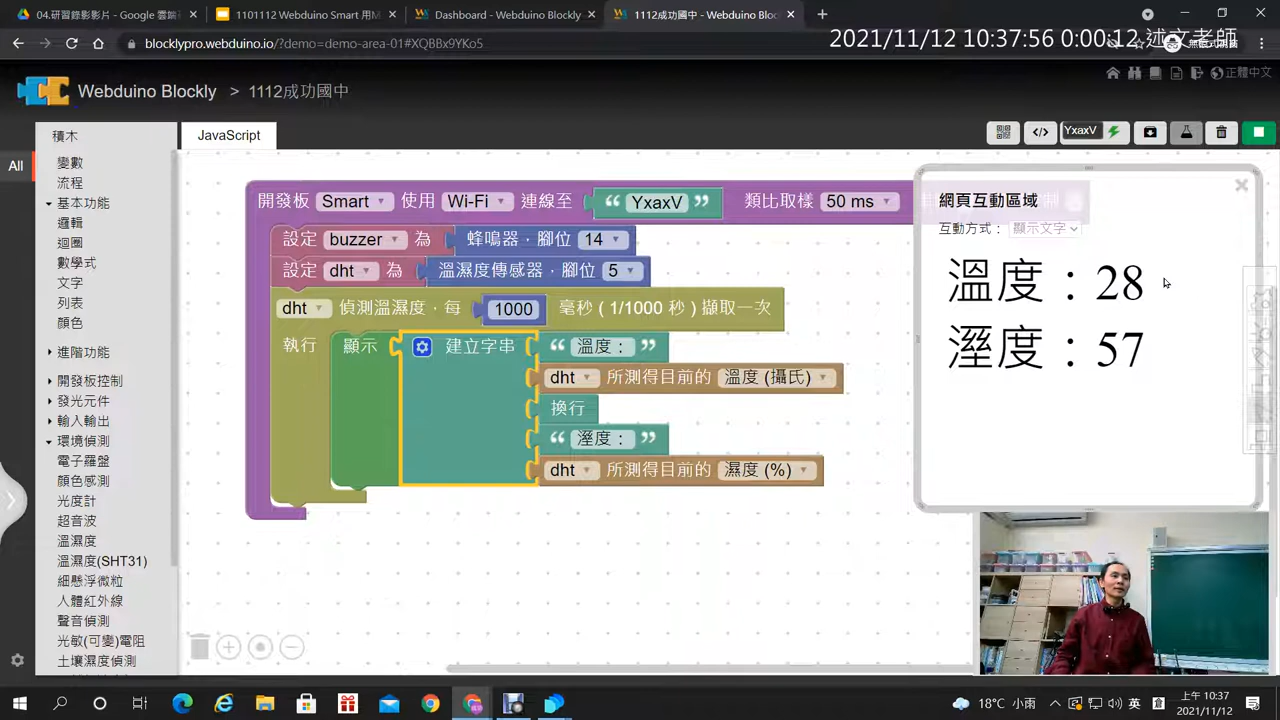 04.研習錄影影片 - Google 雲端
1101112 Webduino Smart 用M
Dashboard - Webduino Blockly
1112成功國中 - Webduino Bloc
blocklypro.webduino.io/?demo=demo-area-01#XQBBx9YKo5
2021/11/12 10:37:56 0:00:12 述文老師
Webduino Blockly > 1112成功國中
正體中文
積木
JavaScript
YxaxV
All
變數
流程
基本功能
邏輯
迴圈
數學式
文字
列表
顏色
進階功能
開發板控制
發光元件
輸入輸出
環境偵測
電子羅盤
顏色感測
光度計
超音波
溫濕度
溫濕度(SHT31)
細懸浮微粒
人體紅外線
聲音偵測
光敏(可變)電阻
土壤濕度偵測
開發板 Smart 使用 Wi-Fi 連線至 “ YxaxV ” 類比取樣 50 ms
設定 buzzer 為 蜂鳴器，腳位 14
設定 dht 為 溫濕度傳感器，腳位 5
dht 偵測溫濕度，每 1000 毫秒 ( 1/1000 秒 ) 擷取一次
執行 顯示 建立字串 “ 溫度： ”
dht 所測得目前的 溫度 (攝氏)
換行
“ 溼度： ”
dht 所測得目前的 濕度 (%)
網頁互動區域
互動方式： 顯示文字
溫度：28
溼度：57
18°C 小雨
英
上午 10:37
2021/11/12